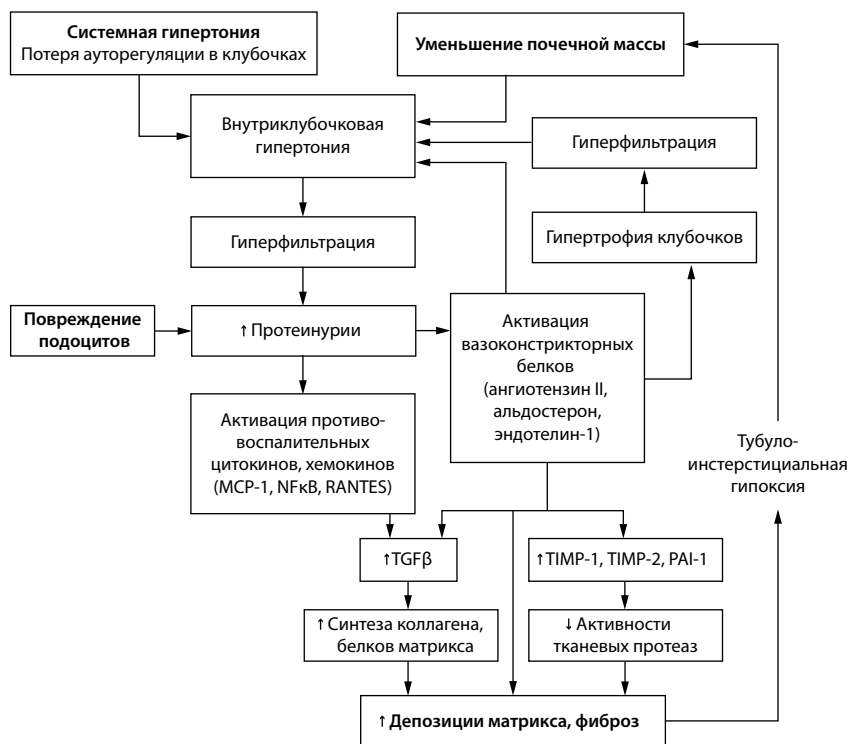 Системная гипертония
Потеря ауторегуляции в клубочках
Уменьшение почечной массы
Внутриклубочковая
гипертония
Гиперфильтрация
Гиперфильтрация
Гипертрофия клубочков
Повреждение
подоцитов
↑ Протеинурии
Активация
вазоконстрикторных
белков
(ангиотензин II,
альдостерон,
эндотелин-1)
Активация противо-
воспалительных
цитокинов, хемокинов
(MCP-1, NFκB, RANTES)
Тубуло-
инстерстициальная
гипоксия
↑TGFβ
↑TIMP-1, TIMP-2, PAI-1
↑ Синтеза коллагена,
белков матрикса
↓ Активности
тканевых протеаз
↑ Депозиции матрикса, фиброз